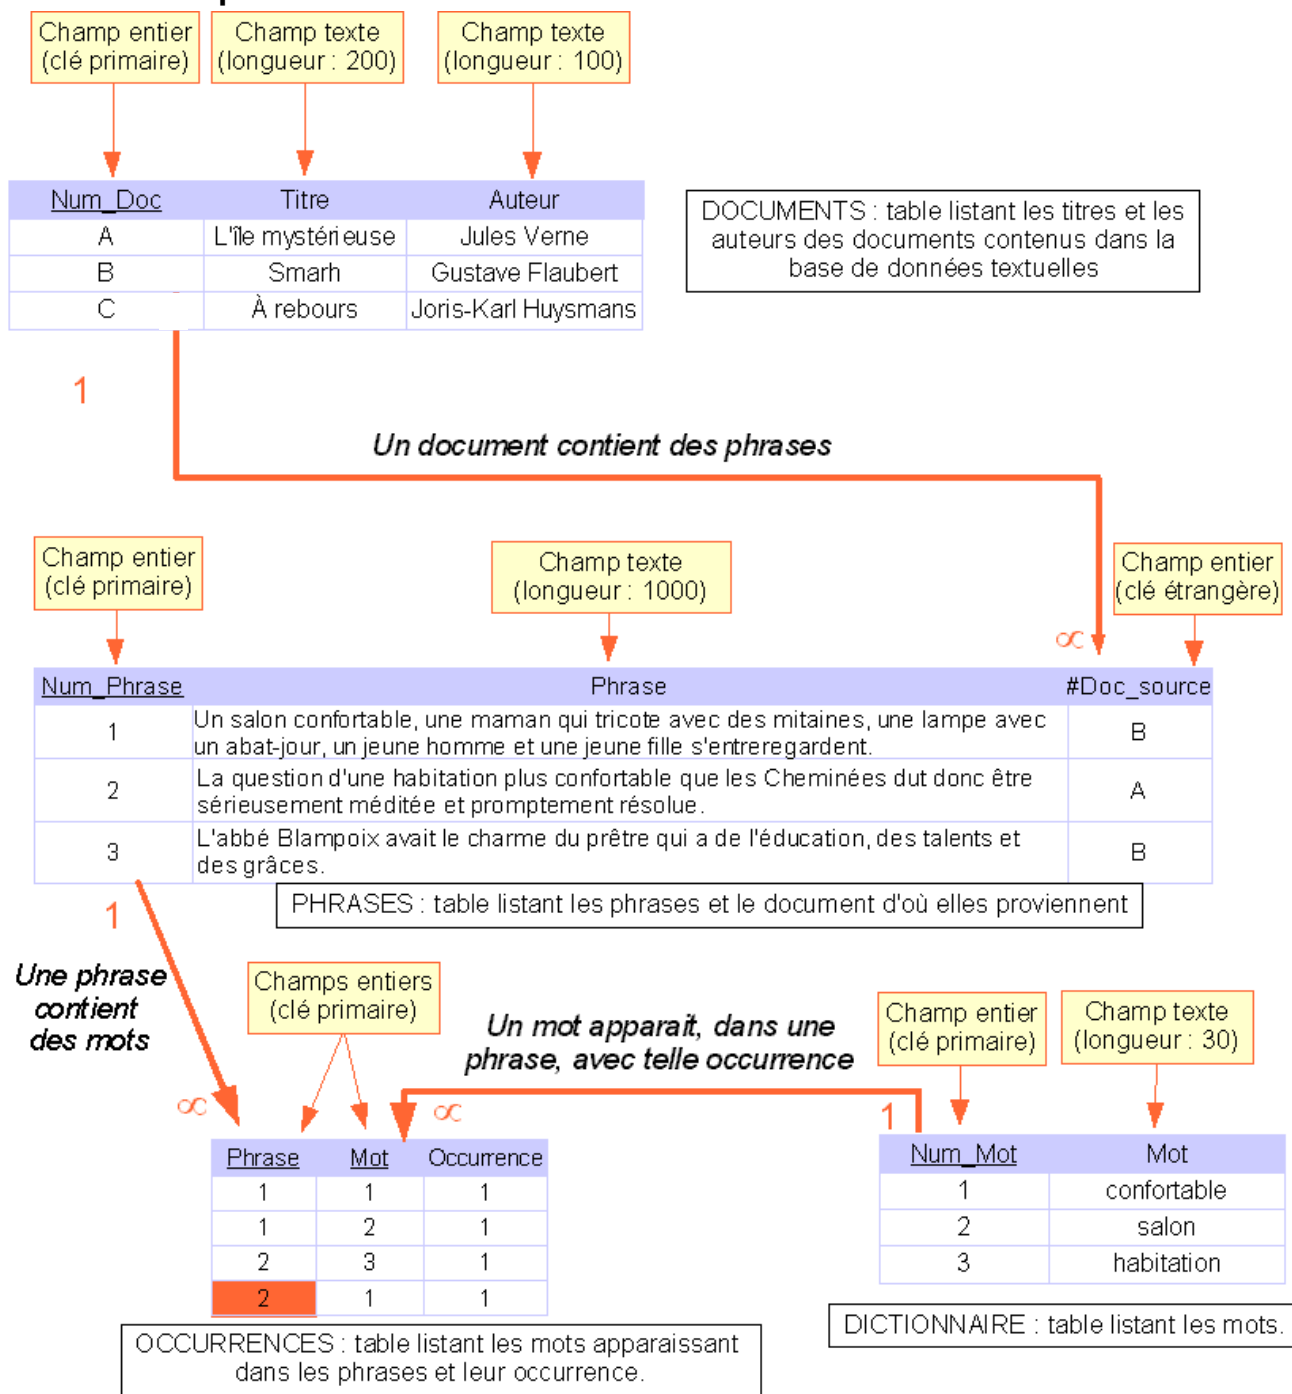 Champ entier
(clé primaire)
Champ texte
(longueur : 200)
Champ texte
(longueur : 100)
Num_Doc Titre Auteur
A L'île mystérieuse Jules Verne
B Smarh Gustave Flaubert
C À rebours Joris-Karl Huysmans
DOCUMENTS : table listant les titres et les
auteurs des documents contenus dans la
base de données textuelles
1
Un document contient des phrases
Champ entier
(clé primaire)
Champ texte
(longueur : 1000)
Champ entier
(clé étrangère)
∝
Num_Phrase Phrase #Doc_source
1 Un salon confortable, une maman qui tricote avec des mitaines, une lampe avec
un abat-jour, un jeune homme et une jeune fille s'entreregardent. B
2 La question d'une habitation plus confortable que les Cheminées dut donc être
sérieusement méditée et promptement résolue. A
3 L'abbé Blampoix avait le charme du prêtre qui a de l'éducation, des talents et
des grâces. B
PHRASES : table listant les phrases et le document d'où elles proviennent
1
Une phrase
contient
des mots
Champs entiers
(clé primaire)
Un mot apparait, dans une
phrase, avec telle occurrence
Champ entier
(clé primaire)
Champ texte
(longueur : 30)
∝
∝
1
Phrase Mot Occurrence
1 1 1
1 2 1
2 3 1
2 1 1
Num_Mot Mot
1 confortable
2 salon
3 habitation
OCCURRENCES : table listant les mots apparaissant
dans les phrases et leur occurrence.
DICTIONNAIRE : table listant les mots.